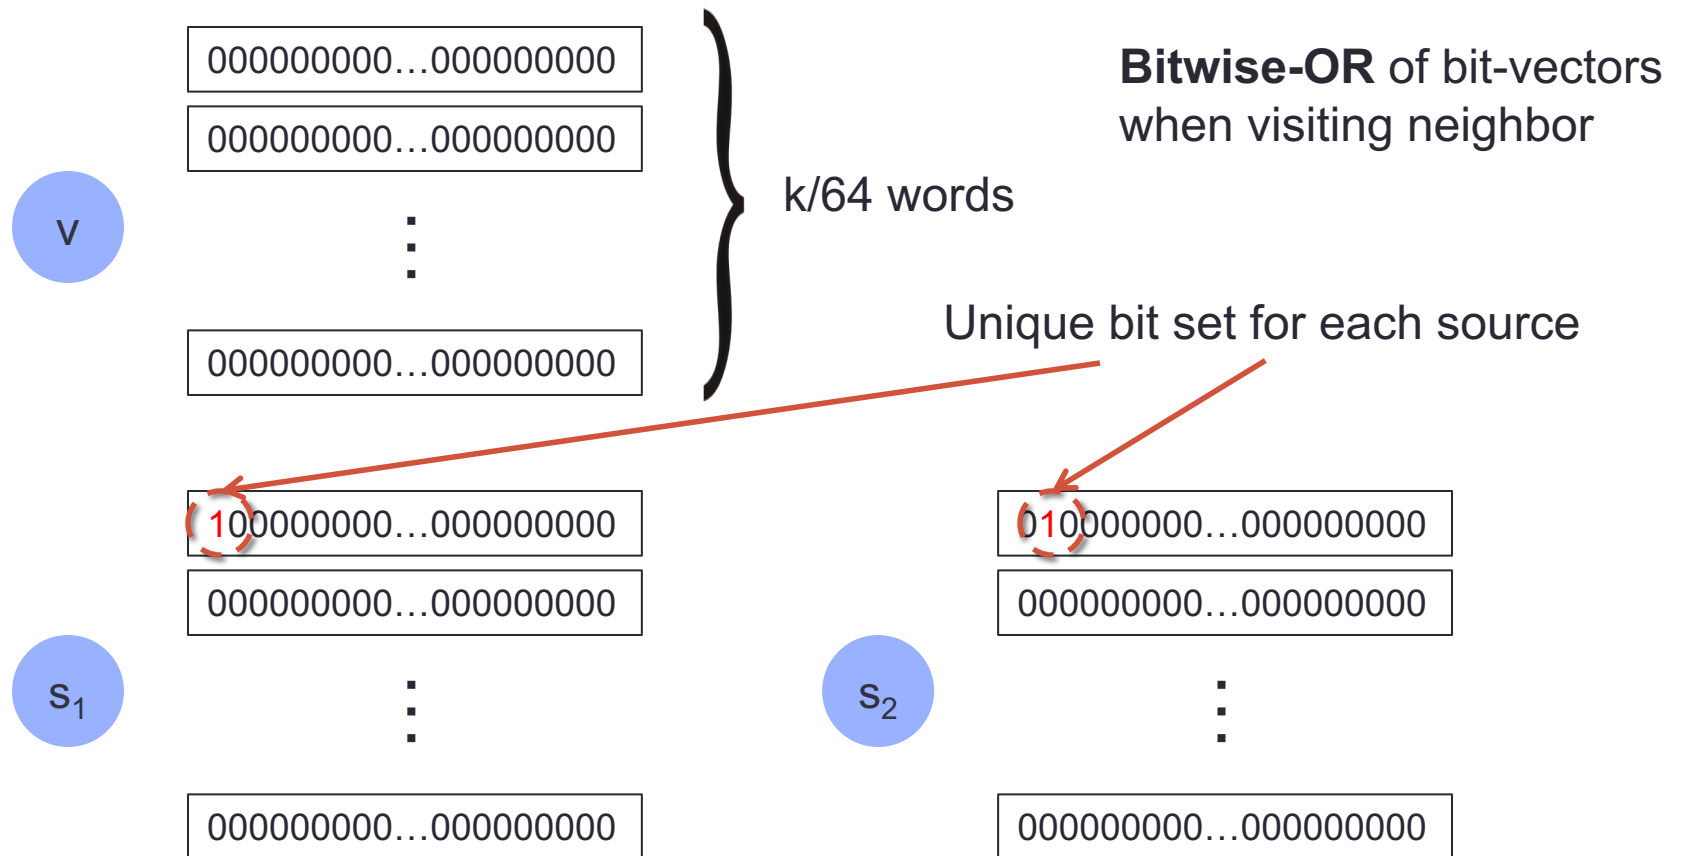 000000000…000000000
Bitwise-OR of bit-vectors
when visiting neighbor
000000000…000000000
k/64 words
v
⋮
Unique bit set for each source
000000000…000000000
100000000…000000000
010000000…000000000
000000000…000000000
000000000…000000000
s₁
⋮
s₂
⋮
000000000…000000000
000000000…000000000